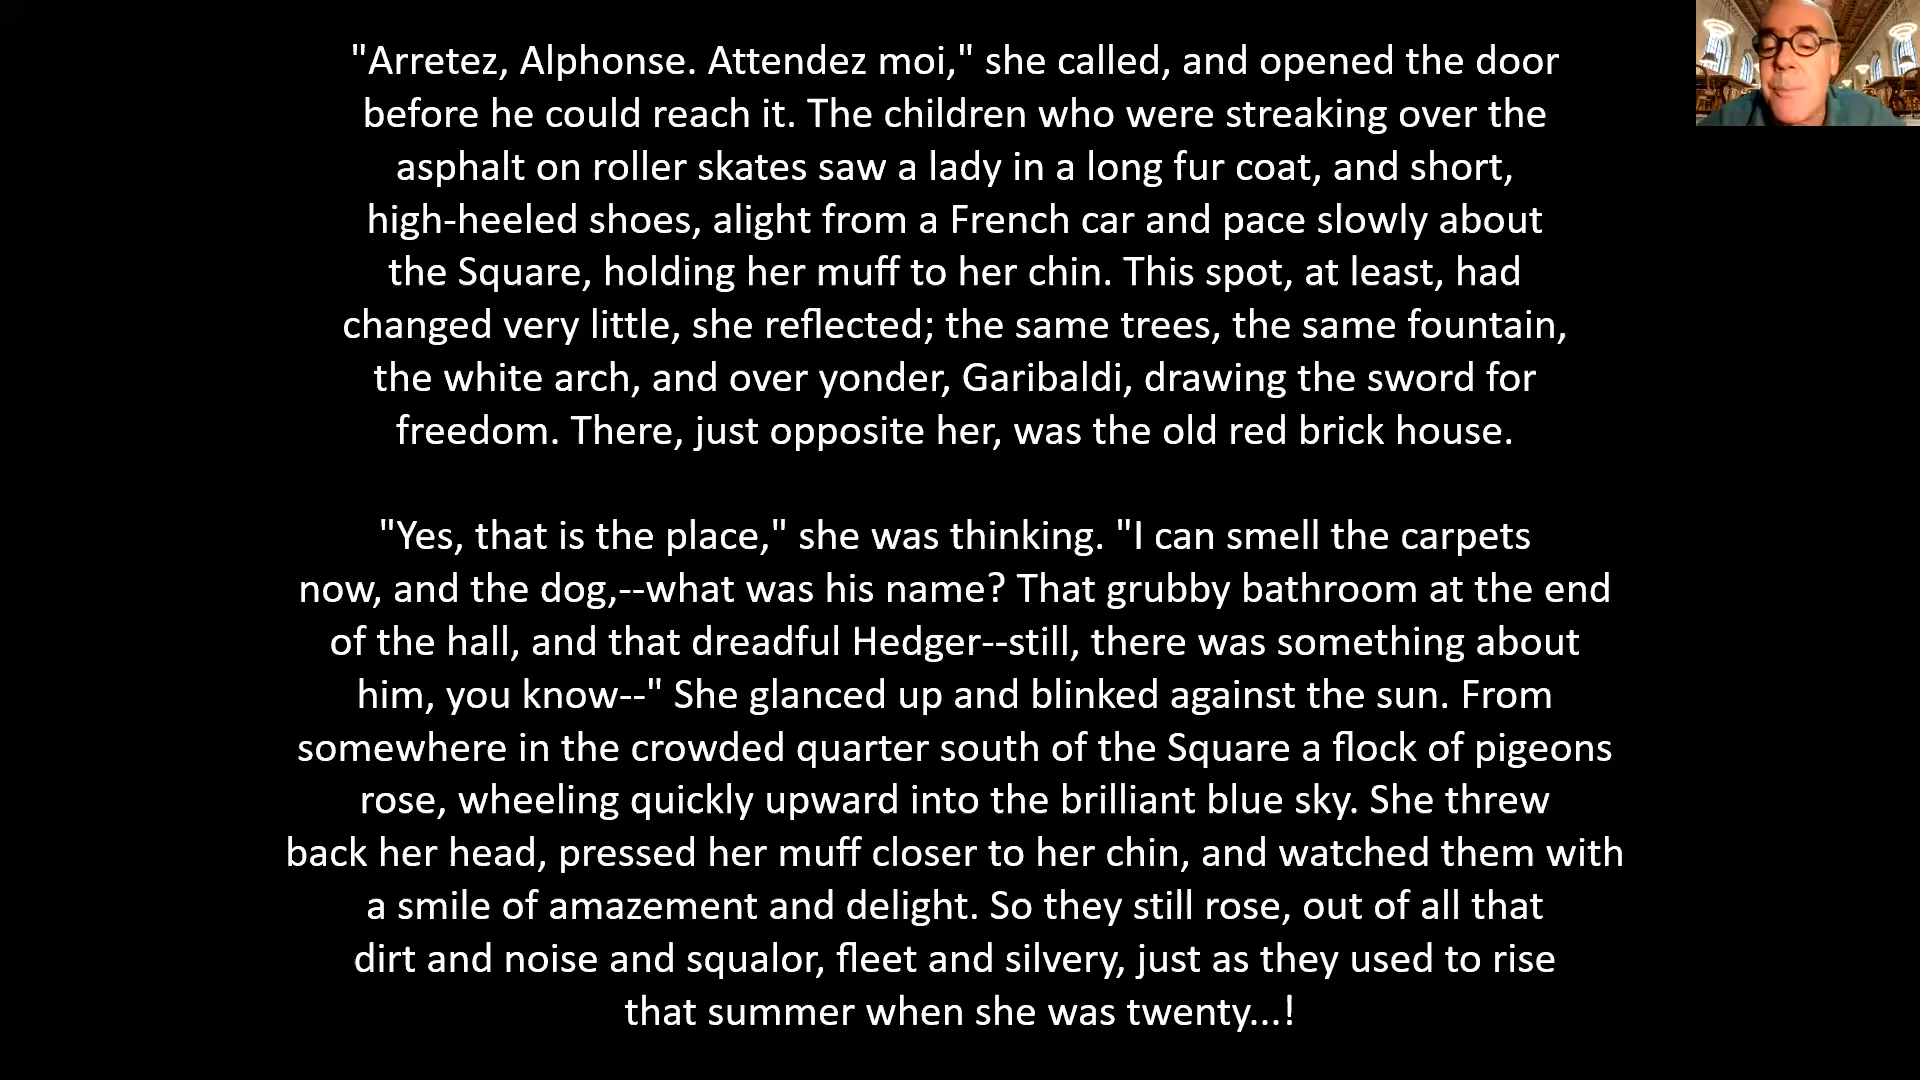 "Arretez, Alphonse. Attendez moi," she called, and opened the door
before he could reach it. The children who were streaking over the
asphalt on roller skates saw a lady in a long fur coat, and short,
high-heeled shoes, alight from a French car and pace slowly about
the Square, holding her muff to her chin. This spot, at least, had
changed very little, she reflected; the same trees, the same fountain,
the white arch, and over yonder, Garibaldi, drawing the sword for
freedom. There, just opposite her, was the old red brick house.
"Yes, that is the place," she was thinking. "I can smell the carpets
now, and the dog,--what was his name? That grubby bathroom at the end
of the hall, and that dreadful Hedger--still, there was something about
him, you know--" She glanced up and blinked against the sun. From
somewhere in the crowded quarter south of the Square a flock of pigeons
rose, wheeling quickly upward into the brilliant blue sky. She threw
back her head, pressed her muff closer to her chin, and watched them with
a smile of amazement and delight. So they still rose, out of all that
dirt and noise and squalor, fleet and silvery, just as they used to rise
that summer when she was twenty...!